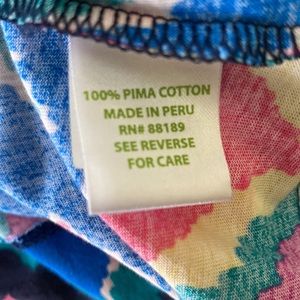 100% PIMA COTTON
MADE IN PERU
RN# 88189
SEE REVERSE
FOR CARE